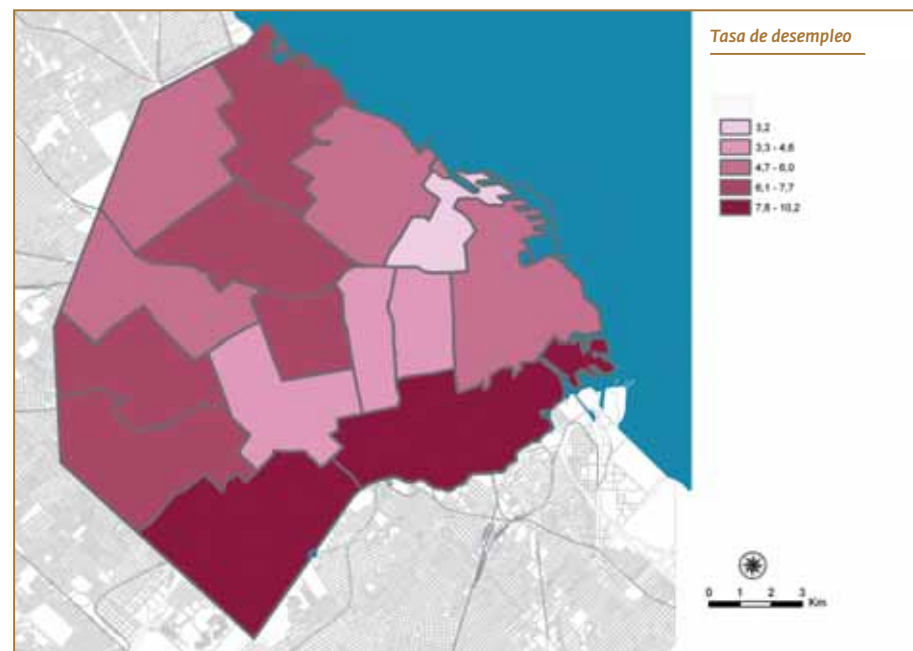 Tasa de desempleo
3,2
3,3 - 4,6
4,7 - 6,0
6,1 - 7,7
7,8 - 10,2
0 1 2 3
Km